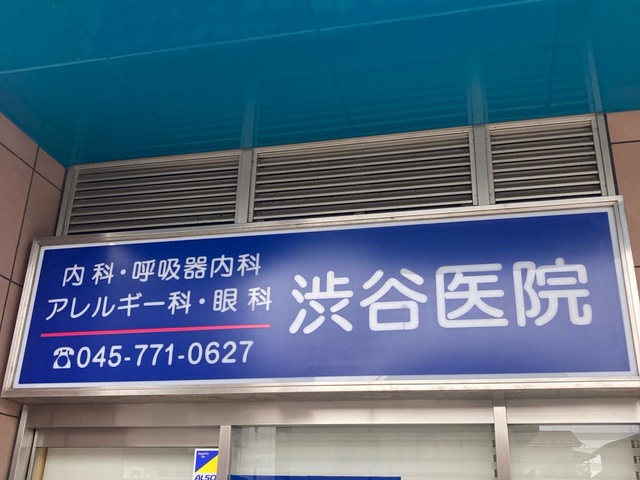 内科・呼吸器内科
アレルギー科・眼科
☎045-771-0627
渋谷医院
ALSO